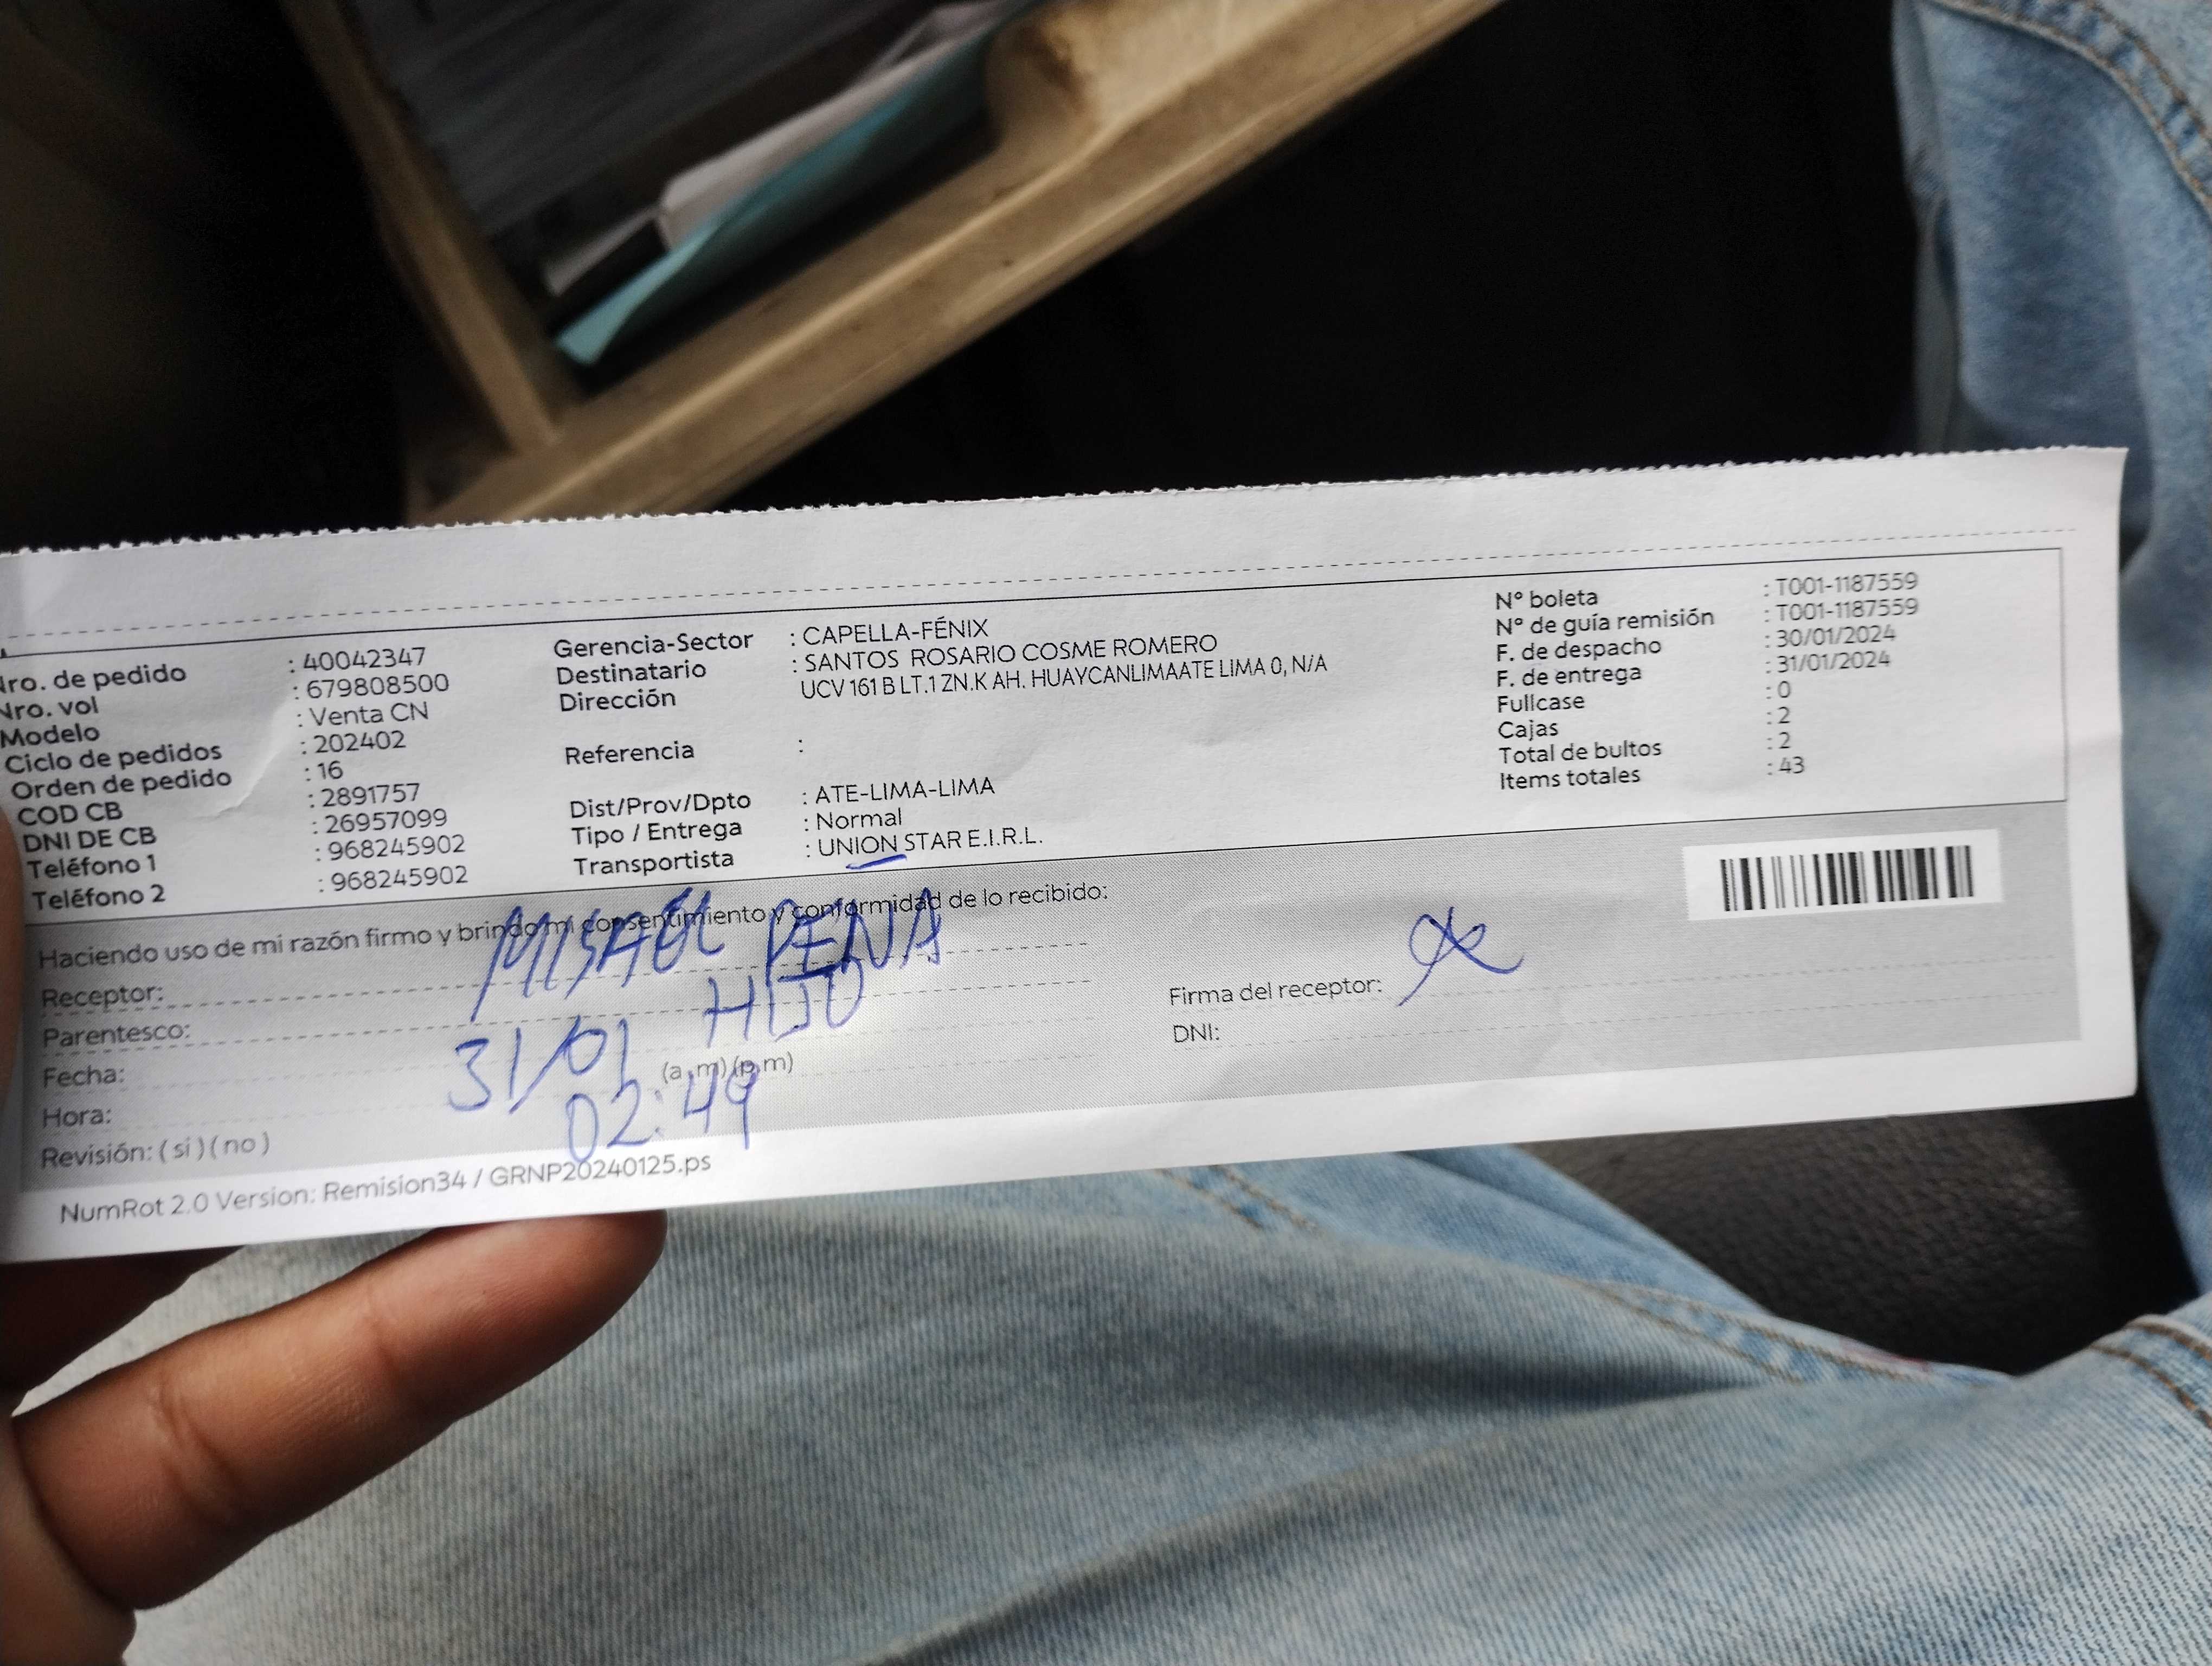 Nro. de pedido : 40042347
Nro. vol : 679808500
Modelo : Venta CN
Ciclo de pedidos : 202402
Orden de pedido : 16
COD CB : 2891757
DNI DE CB : 26957099
Teléfono 1 : 968245902
Teléfono 2 : 968245902
Gerencia-Sector : CAPELLA-FÉNIX
Destinatario : SANTOS ROSARIO COSME ROMERO
Dirección UCV 161 B LT.1 ZN.K AH. HUAYCANLIMAATE LIMA 0, N/A
Referencia :
Dist/Prov/Dpto : ATE-LIMA-LIMA
Tipo / Entrega : Normal
Transportista : UNION STAR E.I.R.L.
N° boleta : T001-1187559
N° de guía remisión : T001-1187559
F. de despacho : 30/01/2024
F. de entrega : 31/01/2024
Fullcase : 0
Cajas : 2
Total de bultos : 2
Items totales : 43
Haciendo uso de mi razón firmo y brindo mi consentimiento y conformidad de lo recibido:
Receptor: MISAEL PEÑA
Parentesco: HIJO
Fecha: 31/01
Hora: 02:49 (a.m) (p.m)
Revisión: ( si ) ( no )
Firma del receptor:
DNI:
NumRot 2.0 Version: Remision34 / GRNP20240125.ps